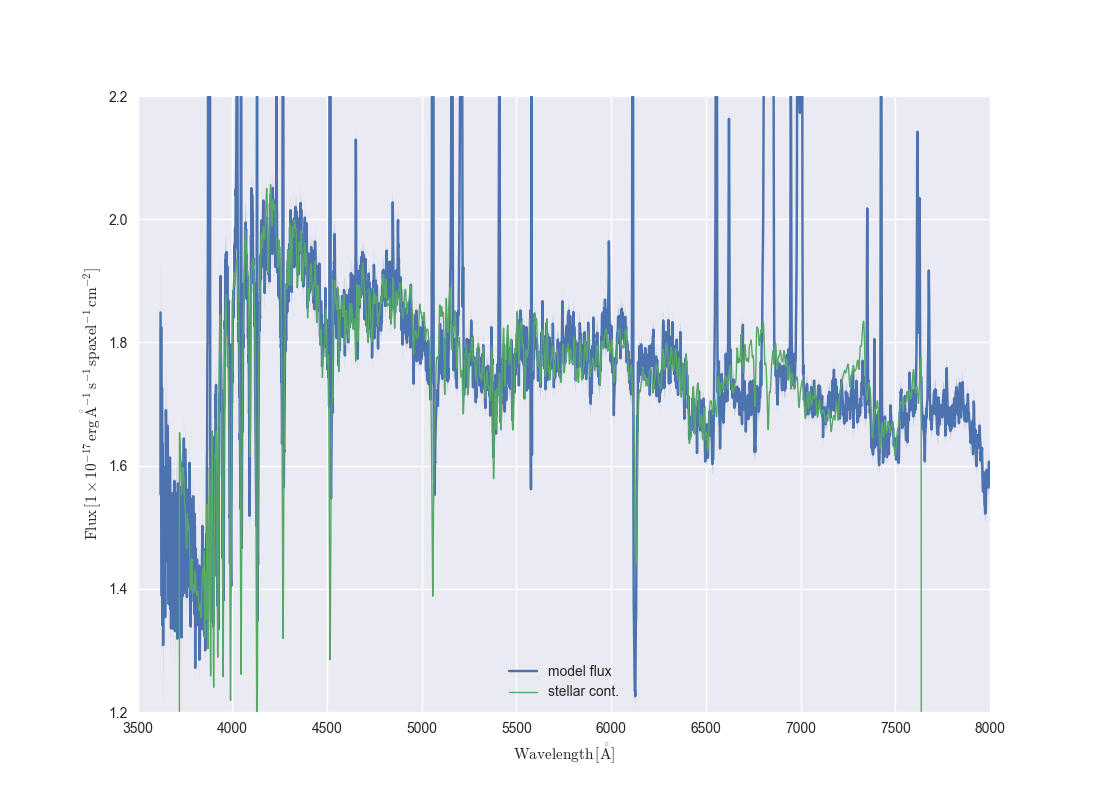 2.2
2.0
1.8
1.6
1.4
1.2
3500 4000 4500 5000 5500 6000 6500 7000 7500 8000
Flux [1 × 10⁻¹⁷ erg Å⁻¹ s⁻¹ spaxel⁻¹ cm⁻²]
Wavelength [Å]
model flux
stellar cont.